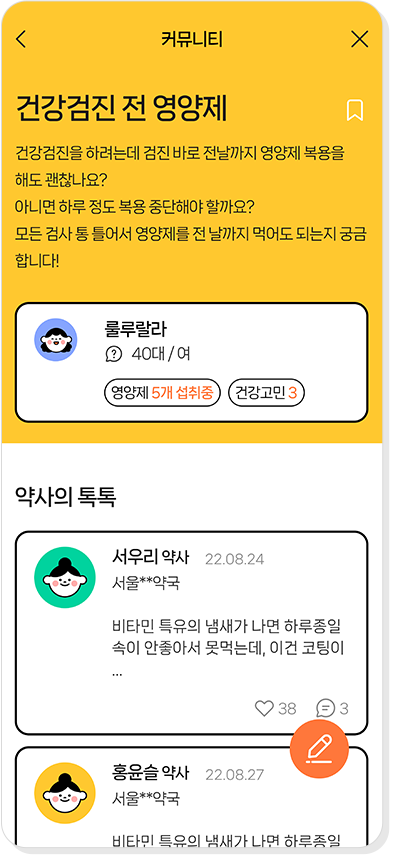 커뮤니티
건강검진 전 영양제
건강검진을 하려는데 검진 바로 전날까지 영양제 복용을
해도 괜찮나요?
아니면 하루 정도 복용 중단해야 할까요?
모든 검사 통 틀어서 영양제를 전 날까지 먹어도 되는지 궁금
합니다!
룰루랄라
40대 / 여
영양제 5개 섭취중 건강고민 3
약사의 톡톡
서우리 약사 22.08.24
서울**약국
비타민 특유의 냄새가 나면 하루종일
속이 안좋아서 못먹는데, 이건 코팅이
...
38 3
홍윤슬 약사 22.08.27
서울**약국
비타민 특유의 냄새가 나면 하루종일